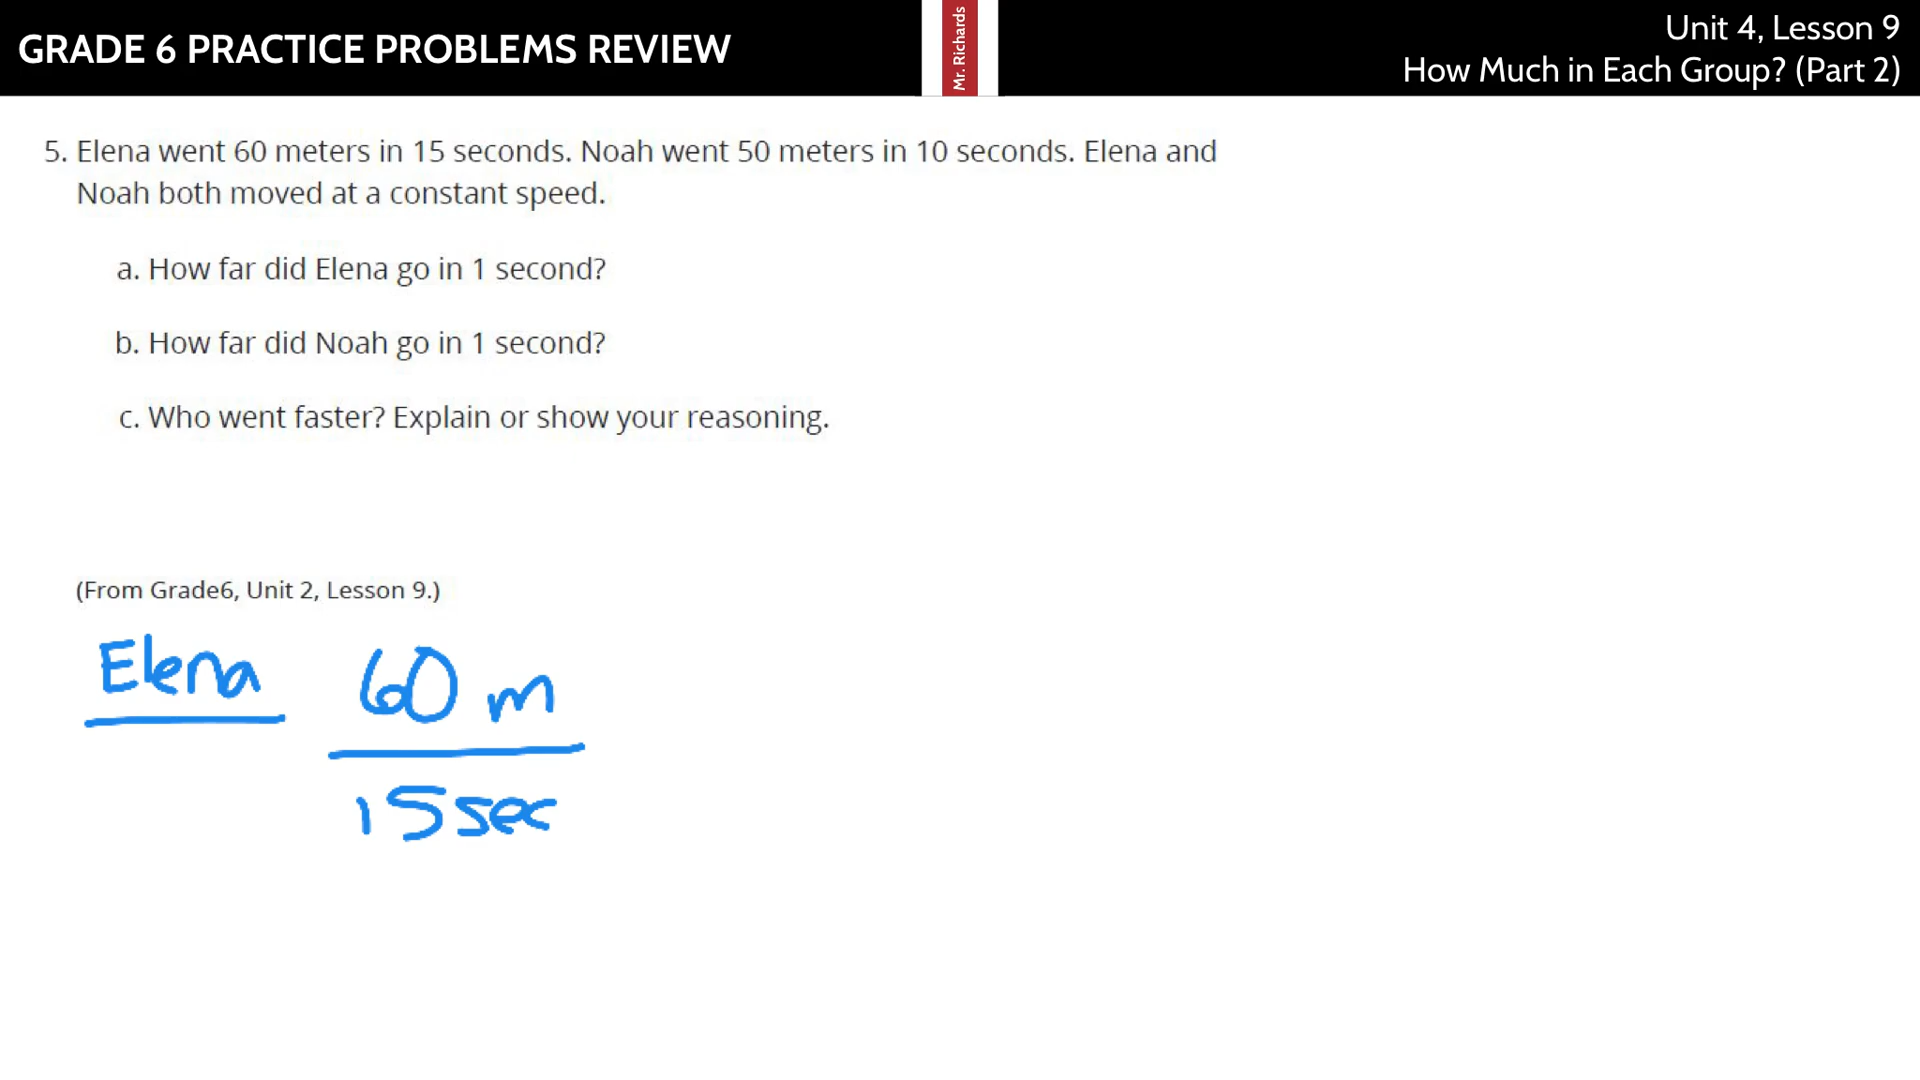 GRADE 6 PRACTICE PROBLEMS REVIEW
Mr. Richards
Unit 4, Lesson 9
How Much in Each Group? (Part 2)
5. Elena went 60 meters in 15 seconds. Noah went 50 meters in 10 seconds. Elena and
Noah both moved at a constant speed.
a. How far did Elena go in 1 second?
b. How far did Noah go in 1 second?
c. Who went faster? Explain or show your reasoning.
(From Grade6, Unit 2, Lesson 9.)
Elena
60 m
15 sec